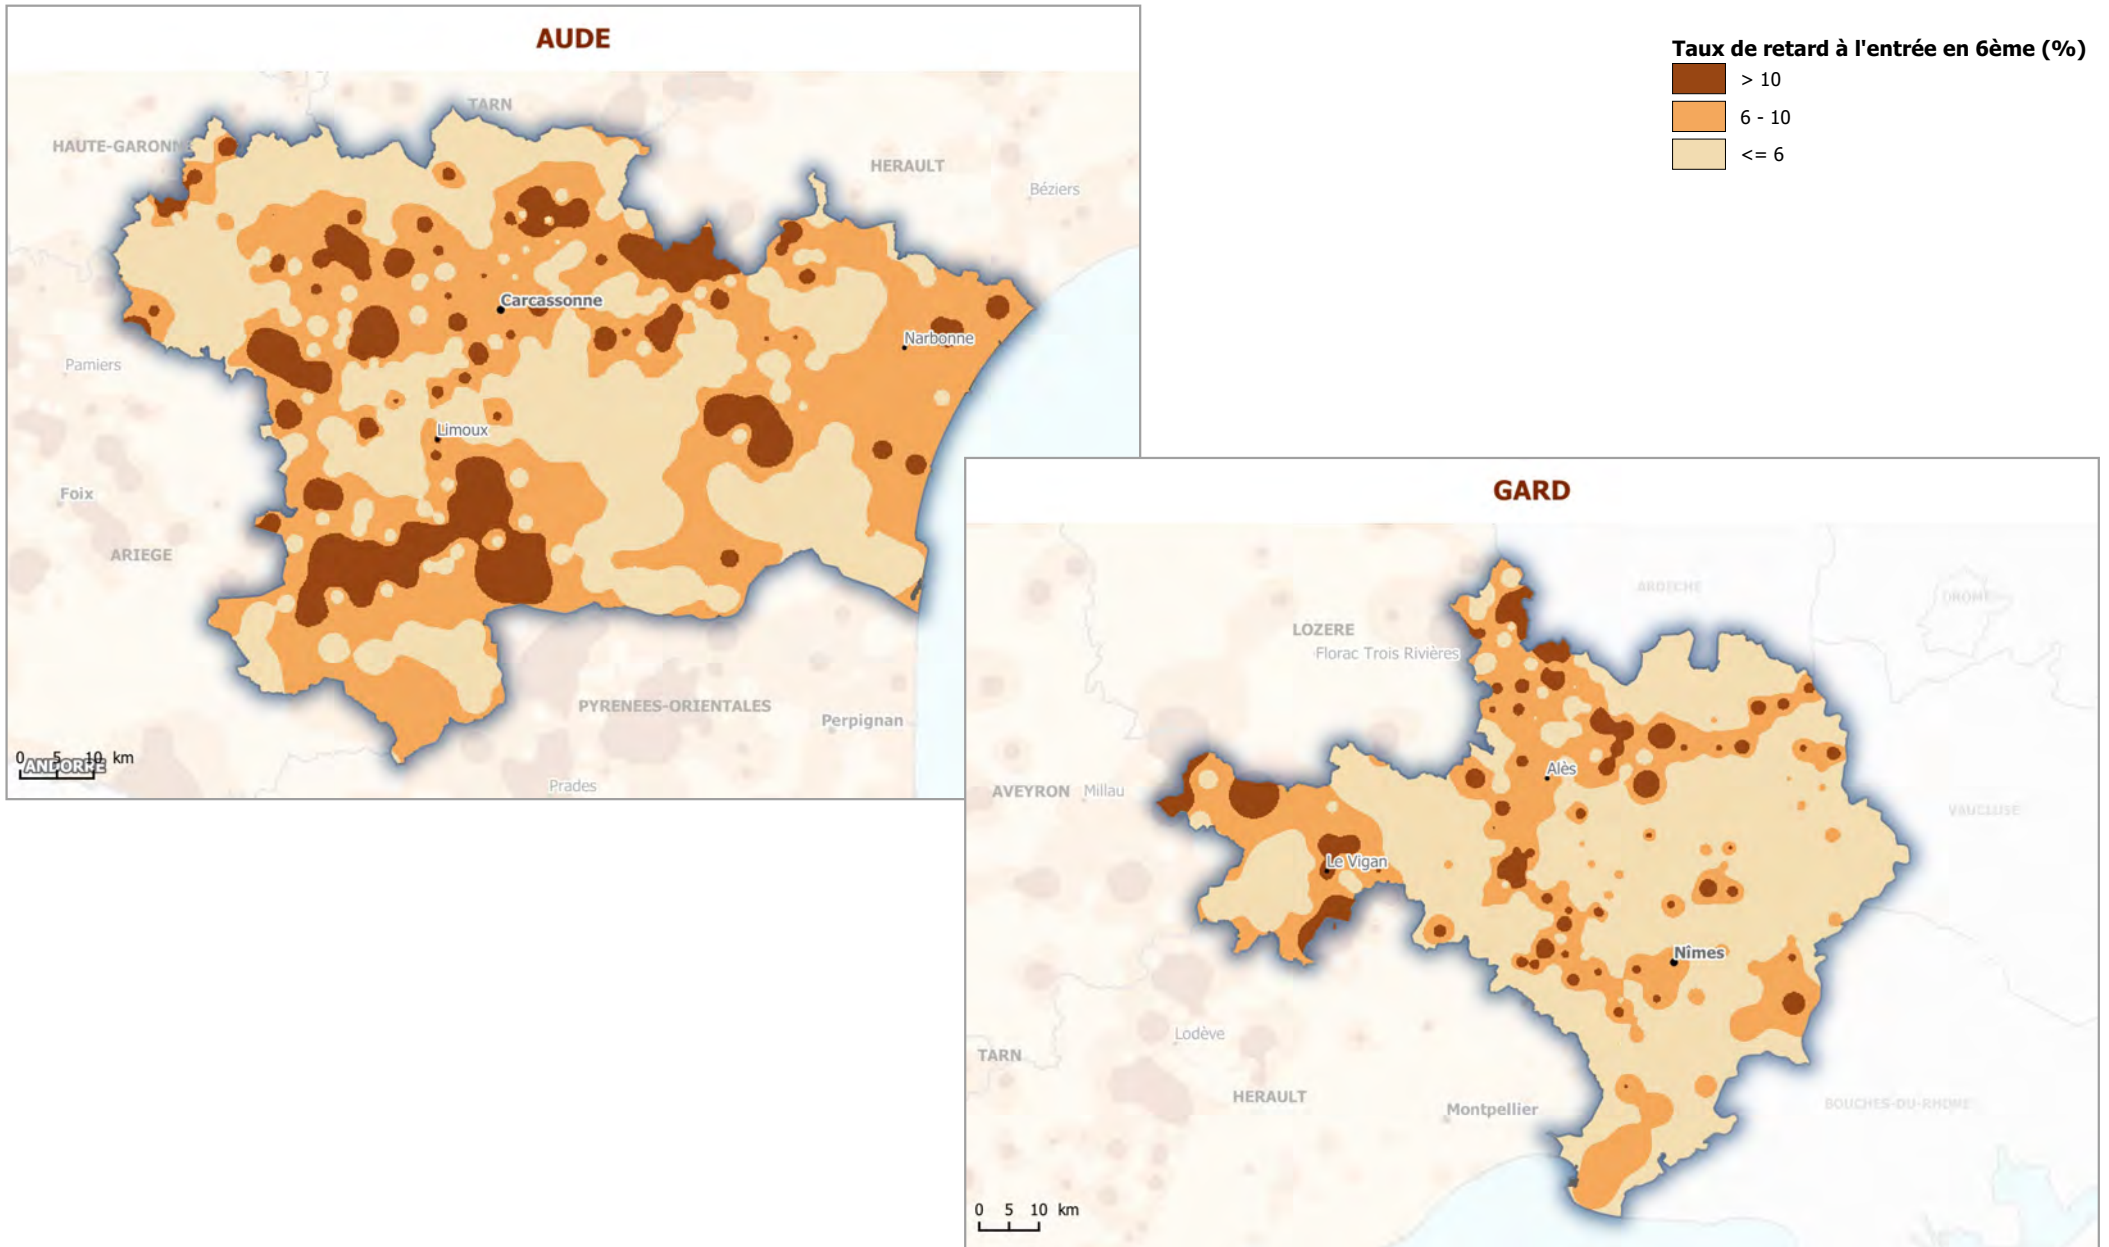 AUDE
Taux de retard à l'entrée en 6ème (%)
> 10
6 - 10
<= 6
TARN
HAUTE-GARONNE
HERAULT
Béziers
Carcassonne
Narbonne
Pamiers
Limoux
Foix
ARIEGE
PYRENEES-ORIENTALES
Perpignan
0 5 10 km
ANDORRE
Prades
GARD
ARDECHE
DROME
LOZERE
Florac Trois Rivières
Alès
AVEYRON
Millau
VAUCLUSE
Le Vigan
Nîmes
Lodève
TARN
HERAULT
Montpellier
BOUCHES-DU-RHONE
0 5 10 km